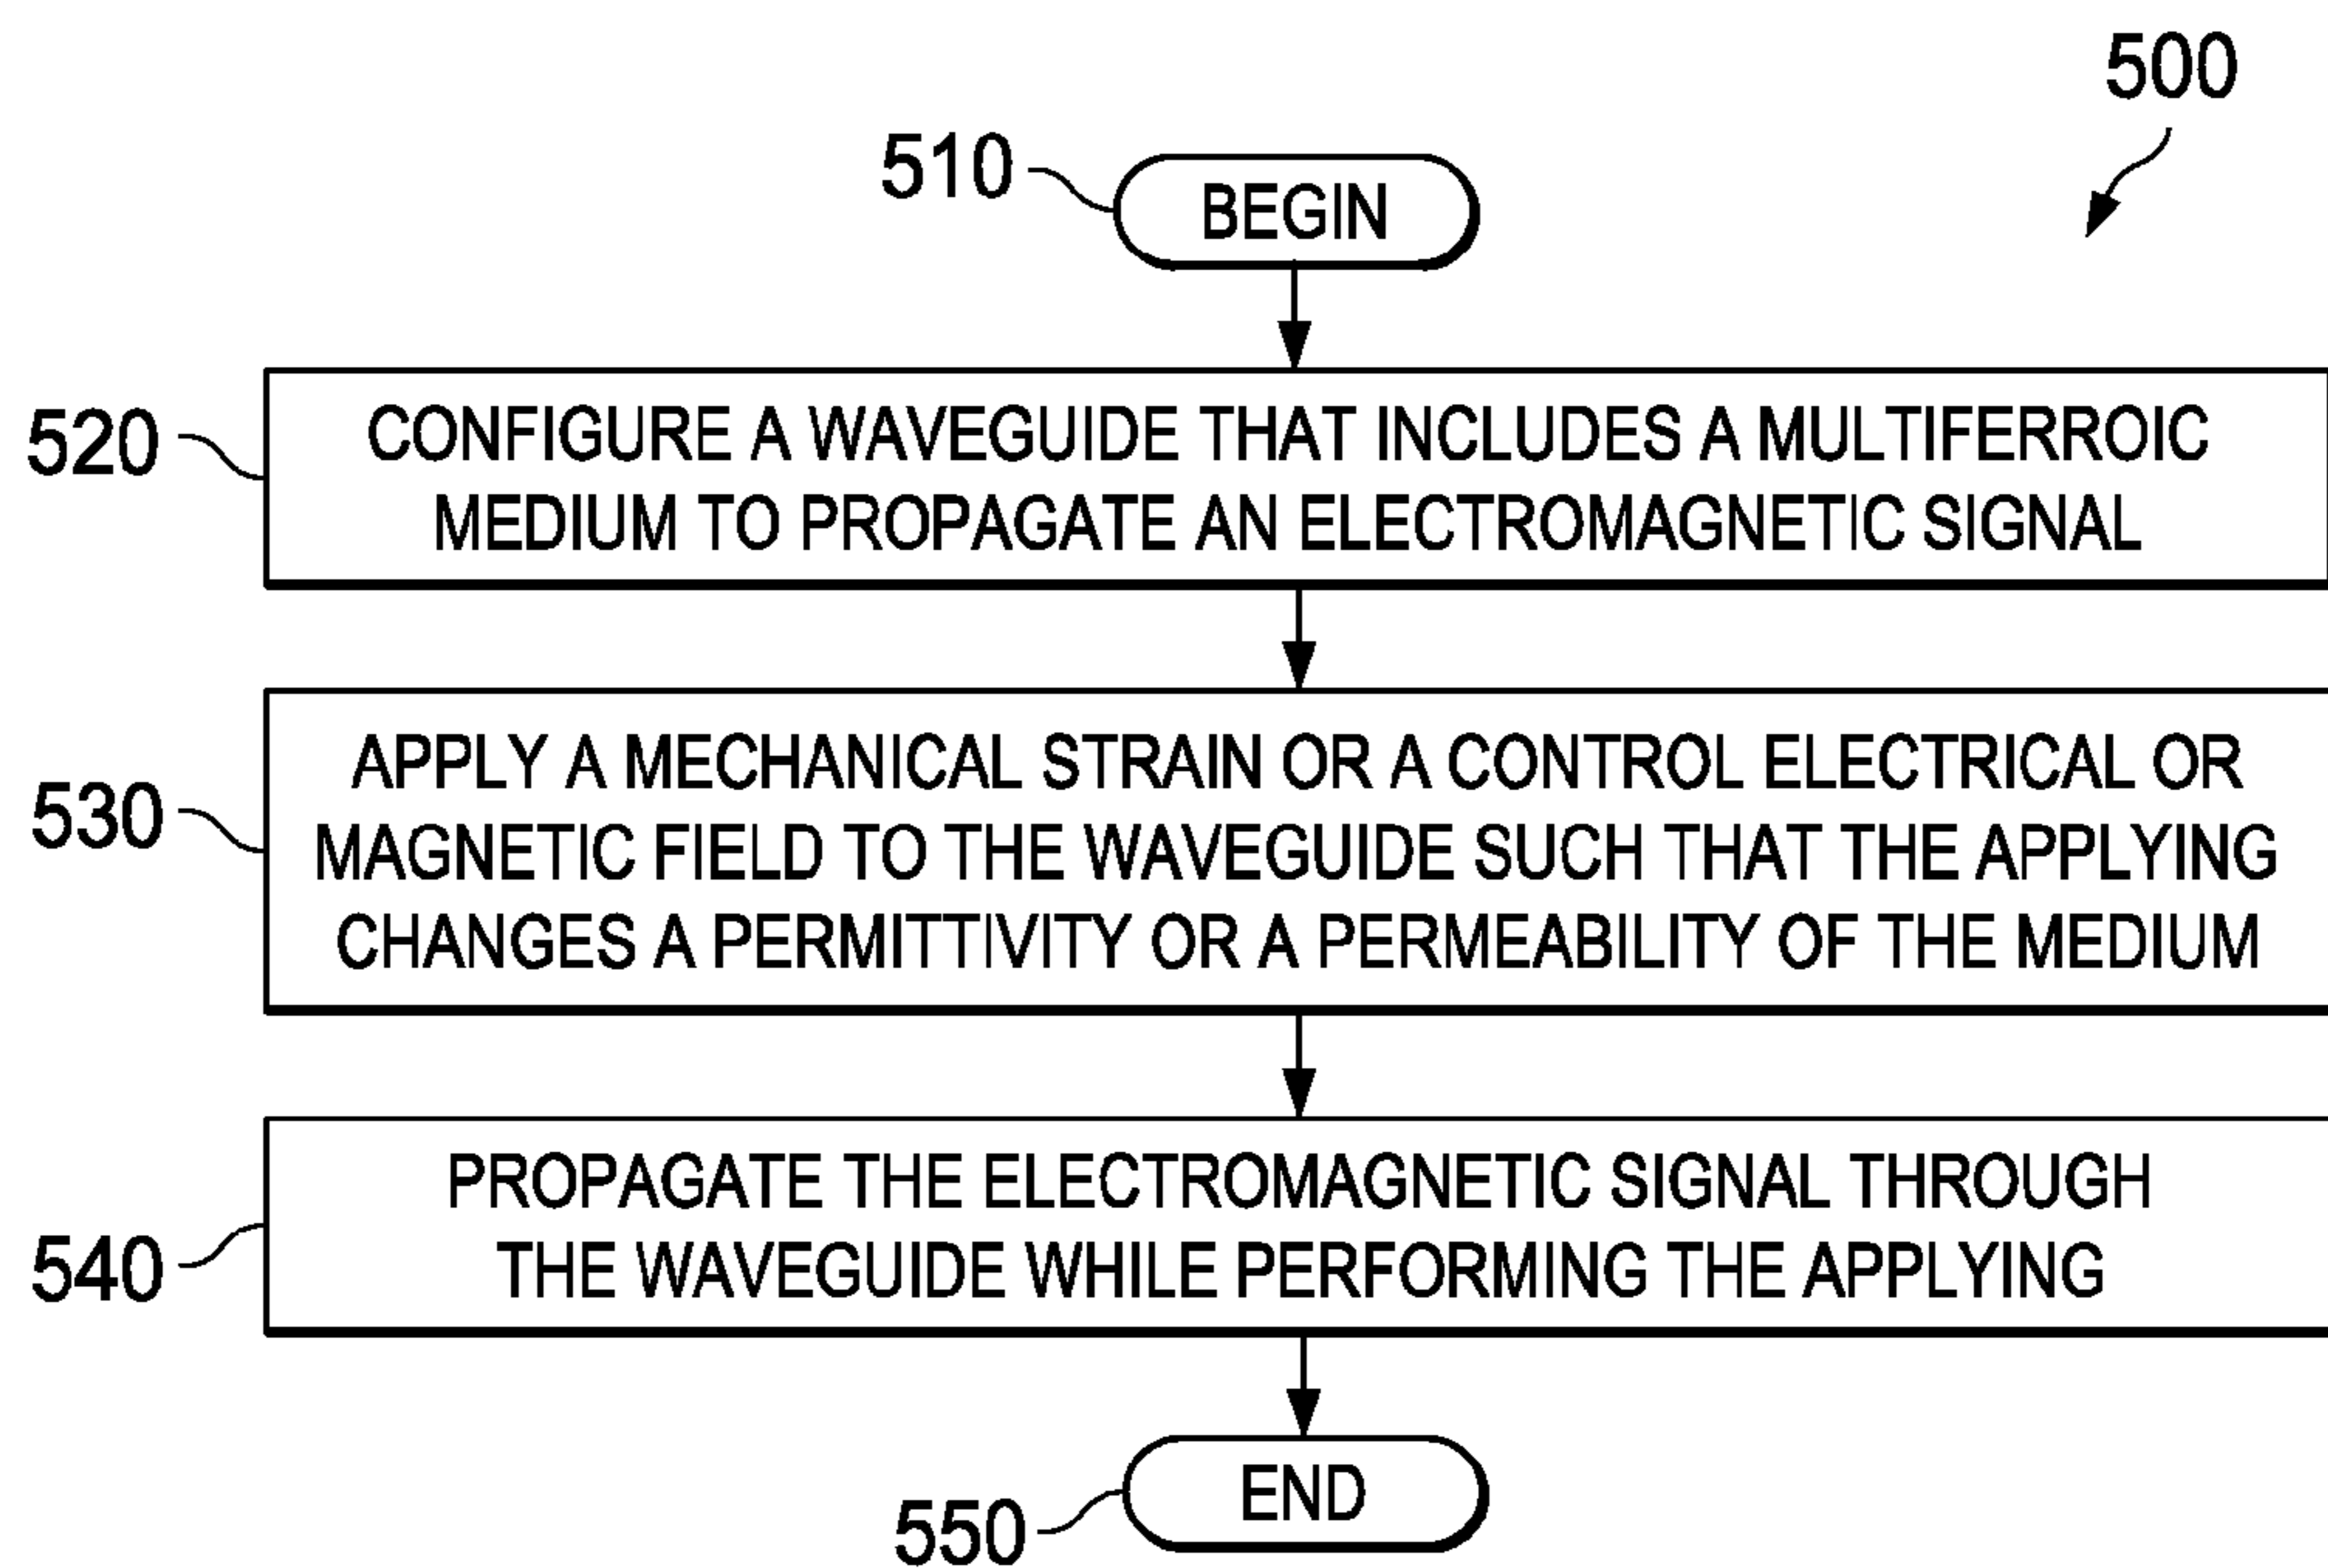 500
510
BEGIN
520
CONFIGURE A WAVEGUIDE THAT INCLUDES A MULTIFERROIC
MEDIUM TO PROPAGATE AN ELECTROMAGNETIC SIGNAL
530
APPLY A MECHANICAL STRAIN OR A CONTROL ELECTRICAL OR
MAGNETIC FIELD TO THE WAVEGUIDE SUCH THAT THE APPLYING
CHANGES A PERMITTIVITY OR A PERMEABILITY OF THE MEDIUM
540
PROPAGATE THE ELECTROMAGNETIC SIGNAL THROUGH
THE WAVEGUIDE WHILE PERFORMING THE APPLYING
550
END